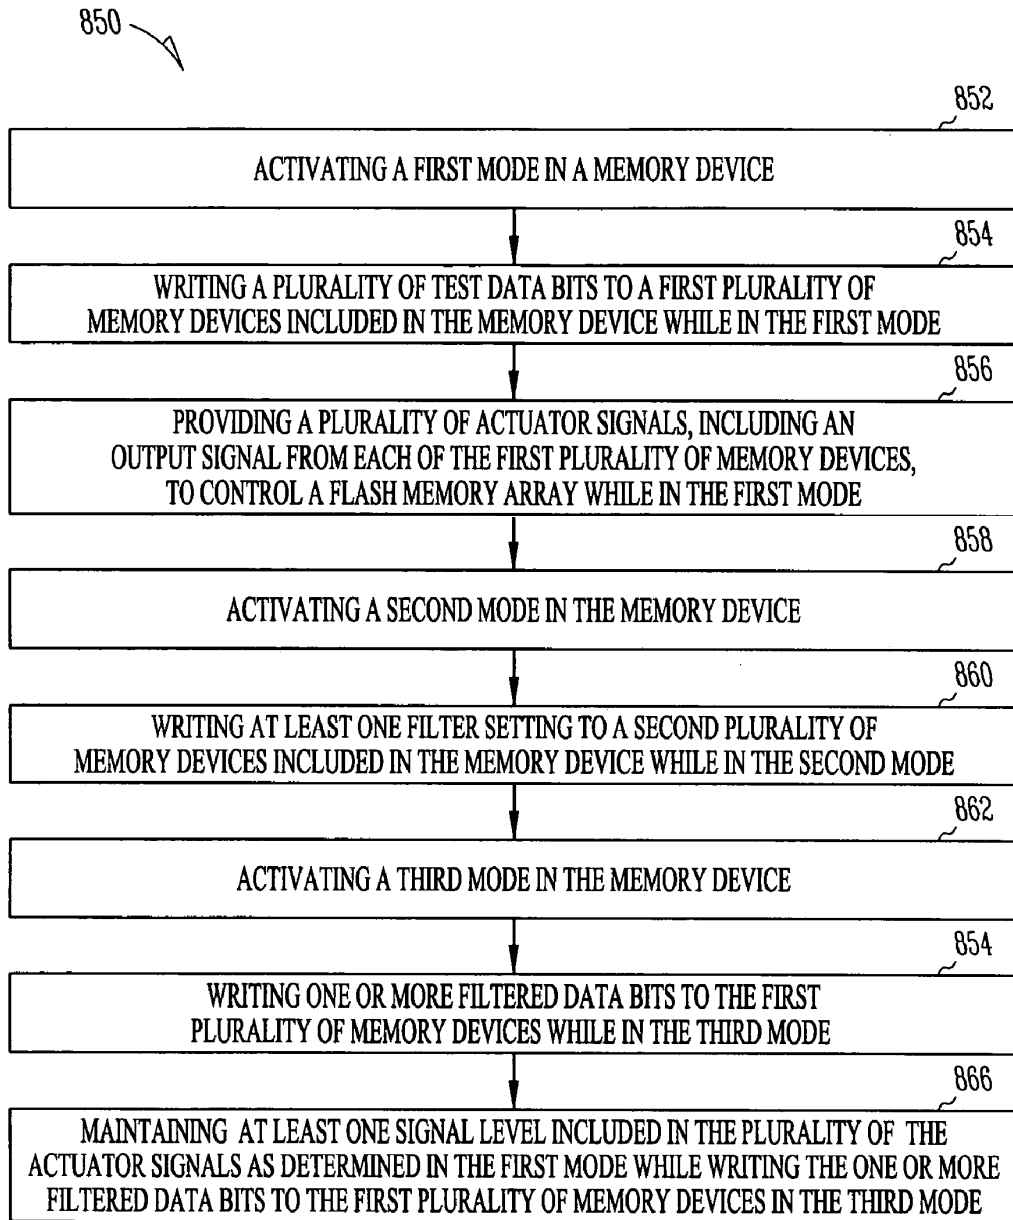 850
852
ACTIVATING A FIRST MODE IN A MEMORY DEVICE
854
WRITING A PLURALITY OF TEST DATA BITS TO A FIRST PLURALITY OF
MEMORY DEVICES INCLUDED IN THE MEMORY DEVICE WHILE IN THE FIRST MODE
856
PROVIDING A PLURALITY OF ACTUATOR SIGNALS, INCLUDING AN
OUTPUT SIGNAL FROM EACH OF THE FIRST PLURALITY OF MEMORY DEVICES,
TO CONTROL A FLASH MEMORY ARRAY WHILE IN THE FIRST MODE
858
ACTIVATING A SECOND MODE IN THE MEMORY DEVICE
860
WRITING AT LEAST ONE FILTER SETTING TO A SECOND PLURALITY OF
MEMORY DEVICES INCLUDED IN THE MEMORY DEVICE WHILE IN THE SECOND MODE
862
ACTIVATING A THIRD MODE IN THE MEMORY DEVICE
854
WRITING ONE OR MORE FILTERED DATA BITS TO THE FIRST
PLURALITY OF MEMORY DEVICES WHILE IN THE THIRD MODE
866
MAINTAINING AT LEAST ONE SIGNAL LEVEL INCLUDED IN THE PLURALITY OF THE
ACTUATOR SIGNALS AS DETERMINED IN THE FIRST MODE WHILE WRITING THE ONE OR MORE
FILTERED DATA BITS TO THE FIRST PLURALITY OF MEMORY DEVICES IN THE THIRD MODE